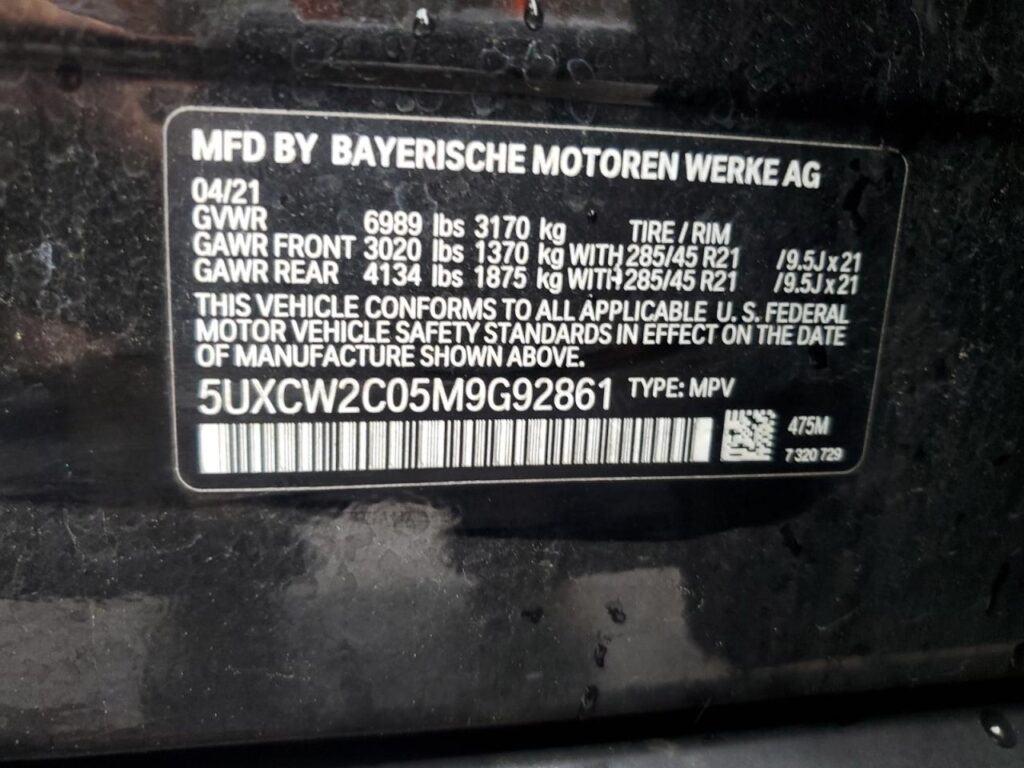 MFD BY BAYERISCHE MOTOREN WERKE AG
04/21
GVWR 6989 lbs 3170 kg TIRE / RIM
GAWR FRONT 3020 lbs 1370 kg WITH 285/45 R21 /9.5J x 21
GAWR REAR 4134 lbs 1875 kg WITH 285/45 R21 /9.5J x 21
THIS VEHICLE CONFORMS TO ALL APPLICABLE U. S. FEDERAL
MOTOR VEHICLE SAFETY STANDARDS IN EFFECT ON THE DATE
OF MANUFACTURE SHOWN ABOVE.
5UXCW2C05M9G92861 TYPE: MPV
475M
7 320 729